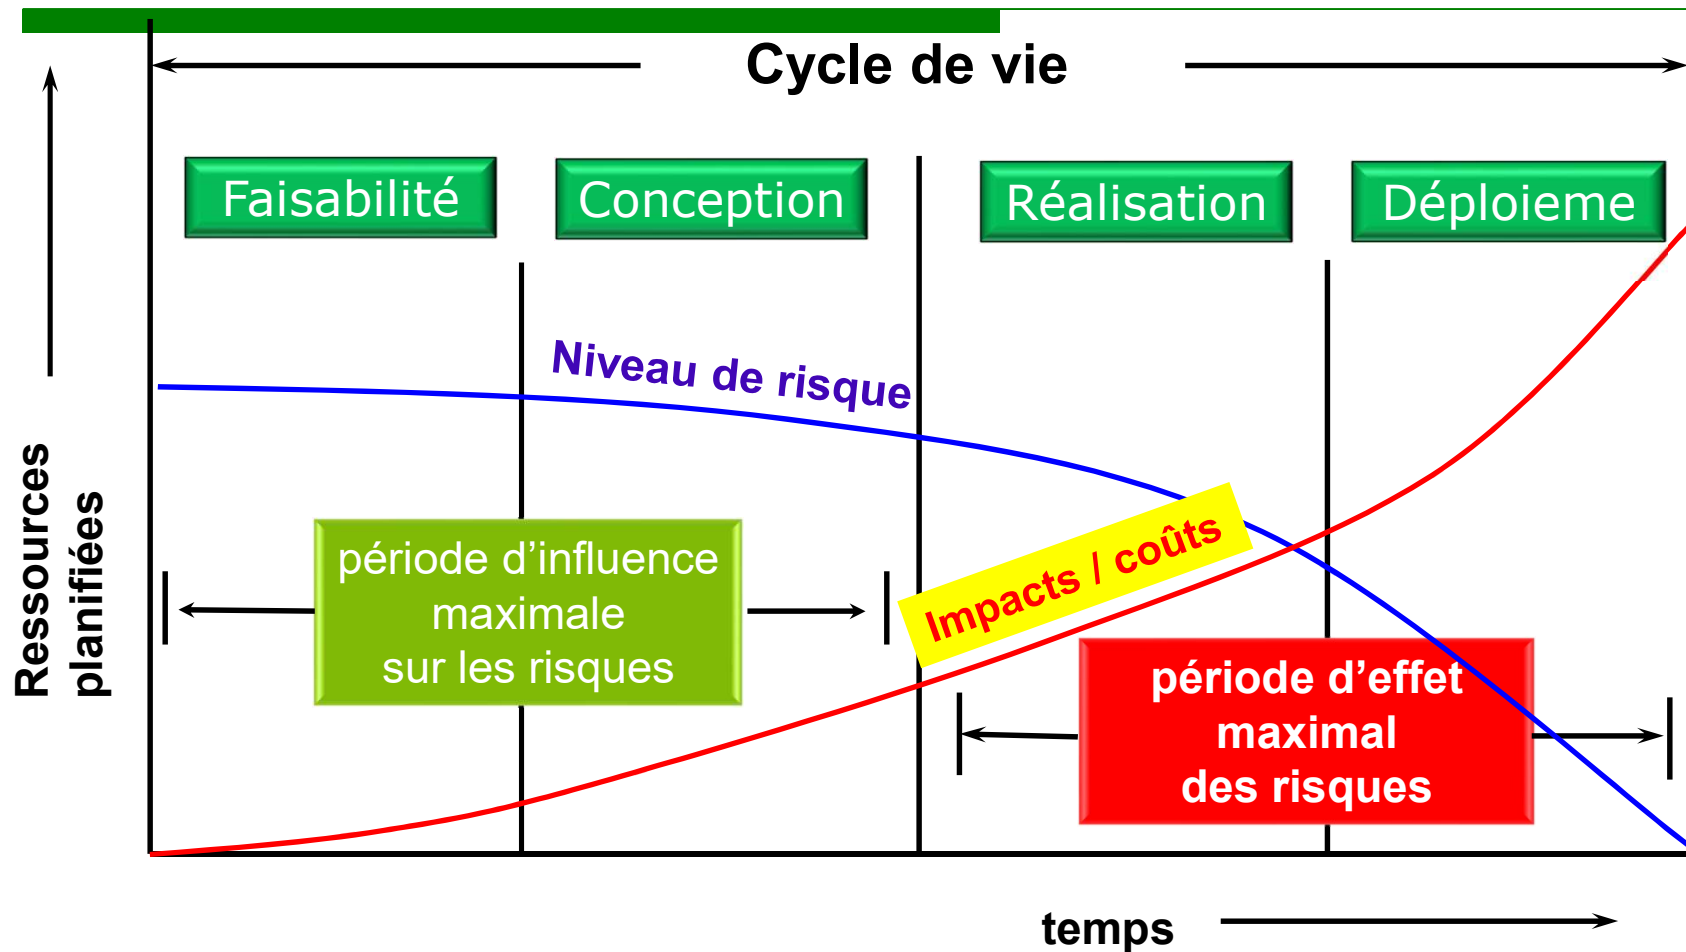 Cycle de vie
Faisabilité
Conception
Réalisation
Déploieme
Niveau de risque
Ressources
planifiées
période d’influence
maximale
sur les risques
Impacts / coûts
période d’effet
maximal
des risques
temps